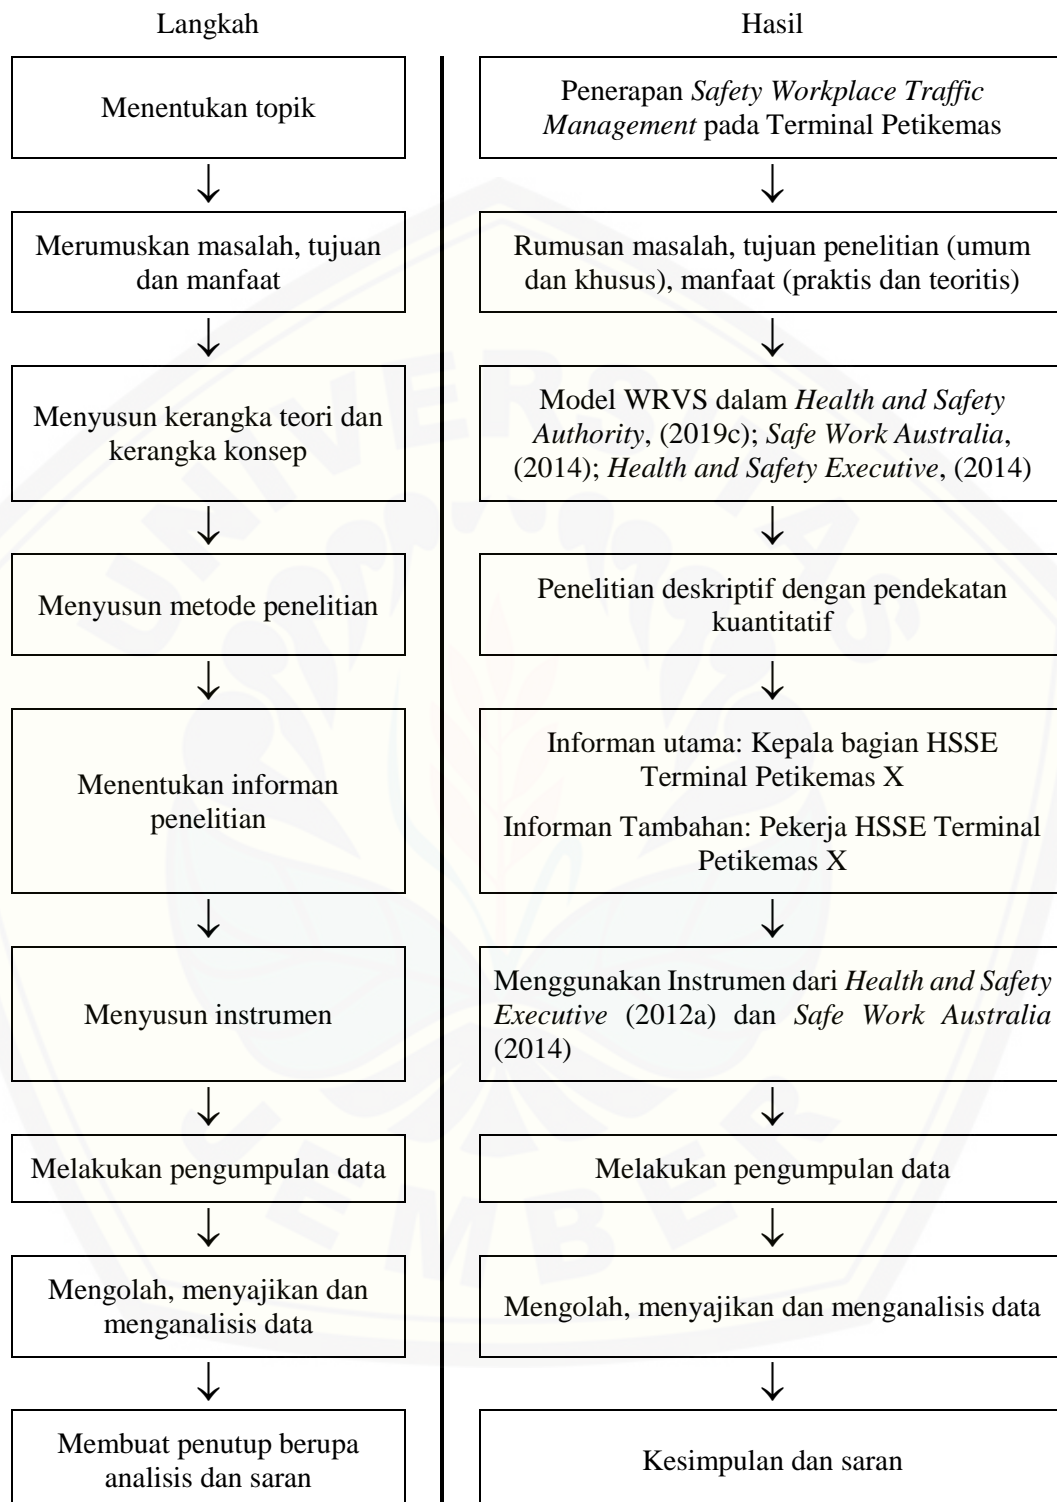 Langkah
Hasil
Menentukan topik
Penerapan Safety Workplace Traffic
Management pada Terminal Petikemas
Merumuskan masalah, tujuan
dan manfaat
Rumusan masalah, tujuan penelitian (umum
dan khusus), manfaat (praktis dan teoritis)
Menyusun kerangka teori dan
kerangka konsep
Model WRVS dalam Health and Safety
Authority, (2019c); Safe Work Australia,
(2014); Health and Safety Executive, (2014)
Menyusun metode penelitian
Penelitian deskriptif dengan pendekatan
kuantitatif
Menentukan informan
penelitian
Informan utama: Kepala bagian HSSE
Terminal Petikemas X
Informan Tambahan: Pekerja HSSE Terminal
Petikemas X
Menyusun instrumen
Menggunakan Instrumen dari Health and Safety
Executive (2012a) dan Safe Work Australia
(2014)
Melakukan pengumpulan data
Melakukan pengumpulan data
Mengolah, menyajikan dan
menganalisis data
Mengolah, menyajikan dan menganalisis data
Membuat penutup berupa
analisis dan saran
Kesimpulan dan saran
UNIVERSITAS
JEMBER